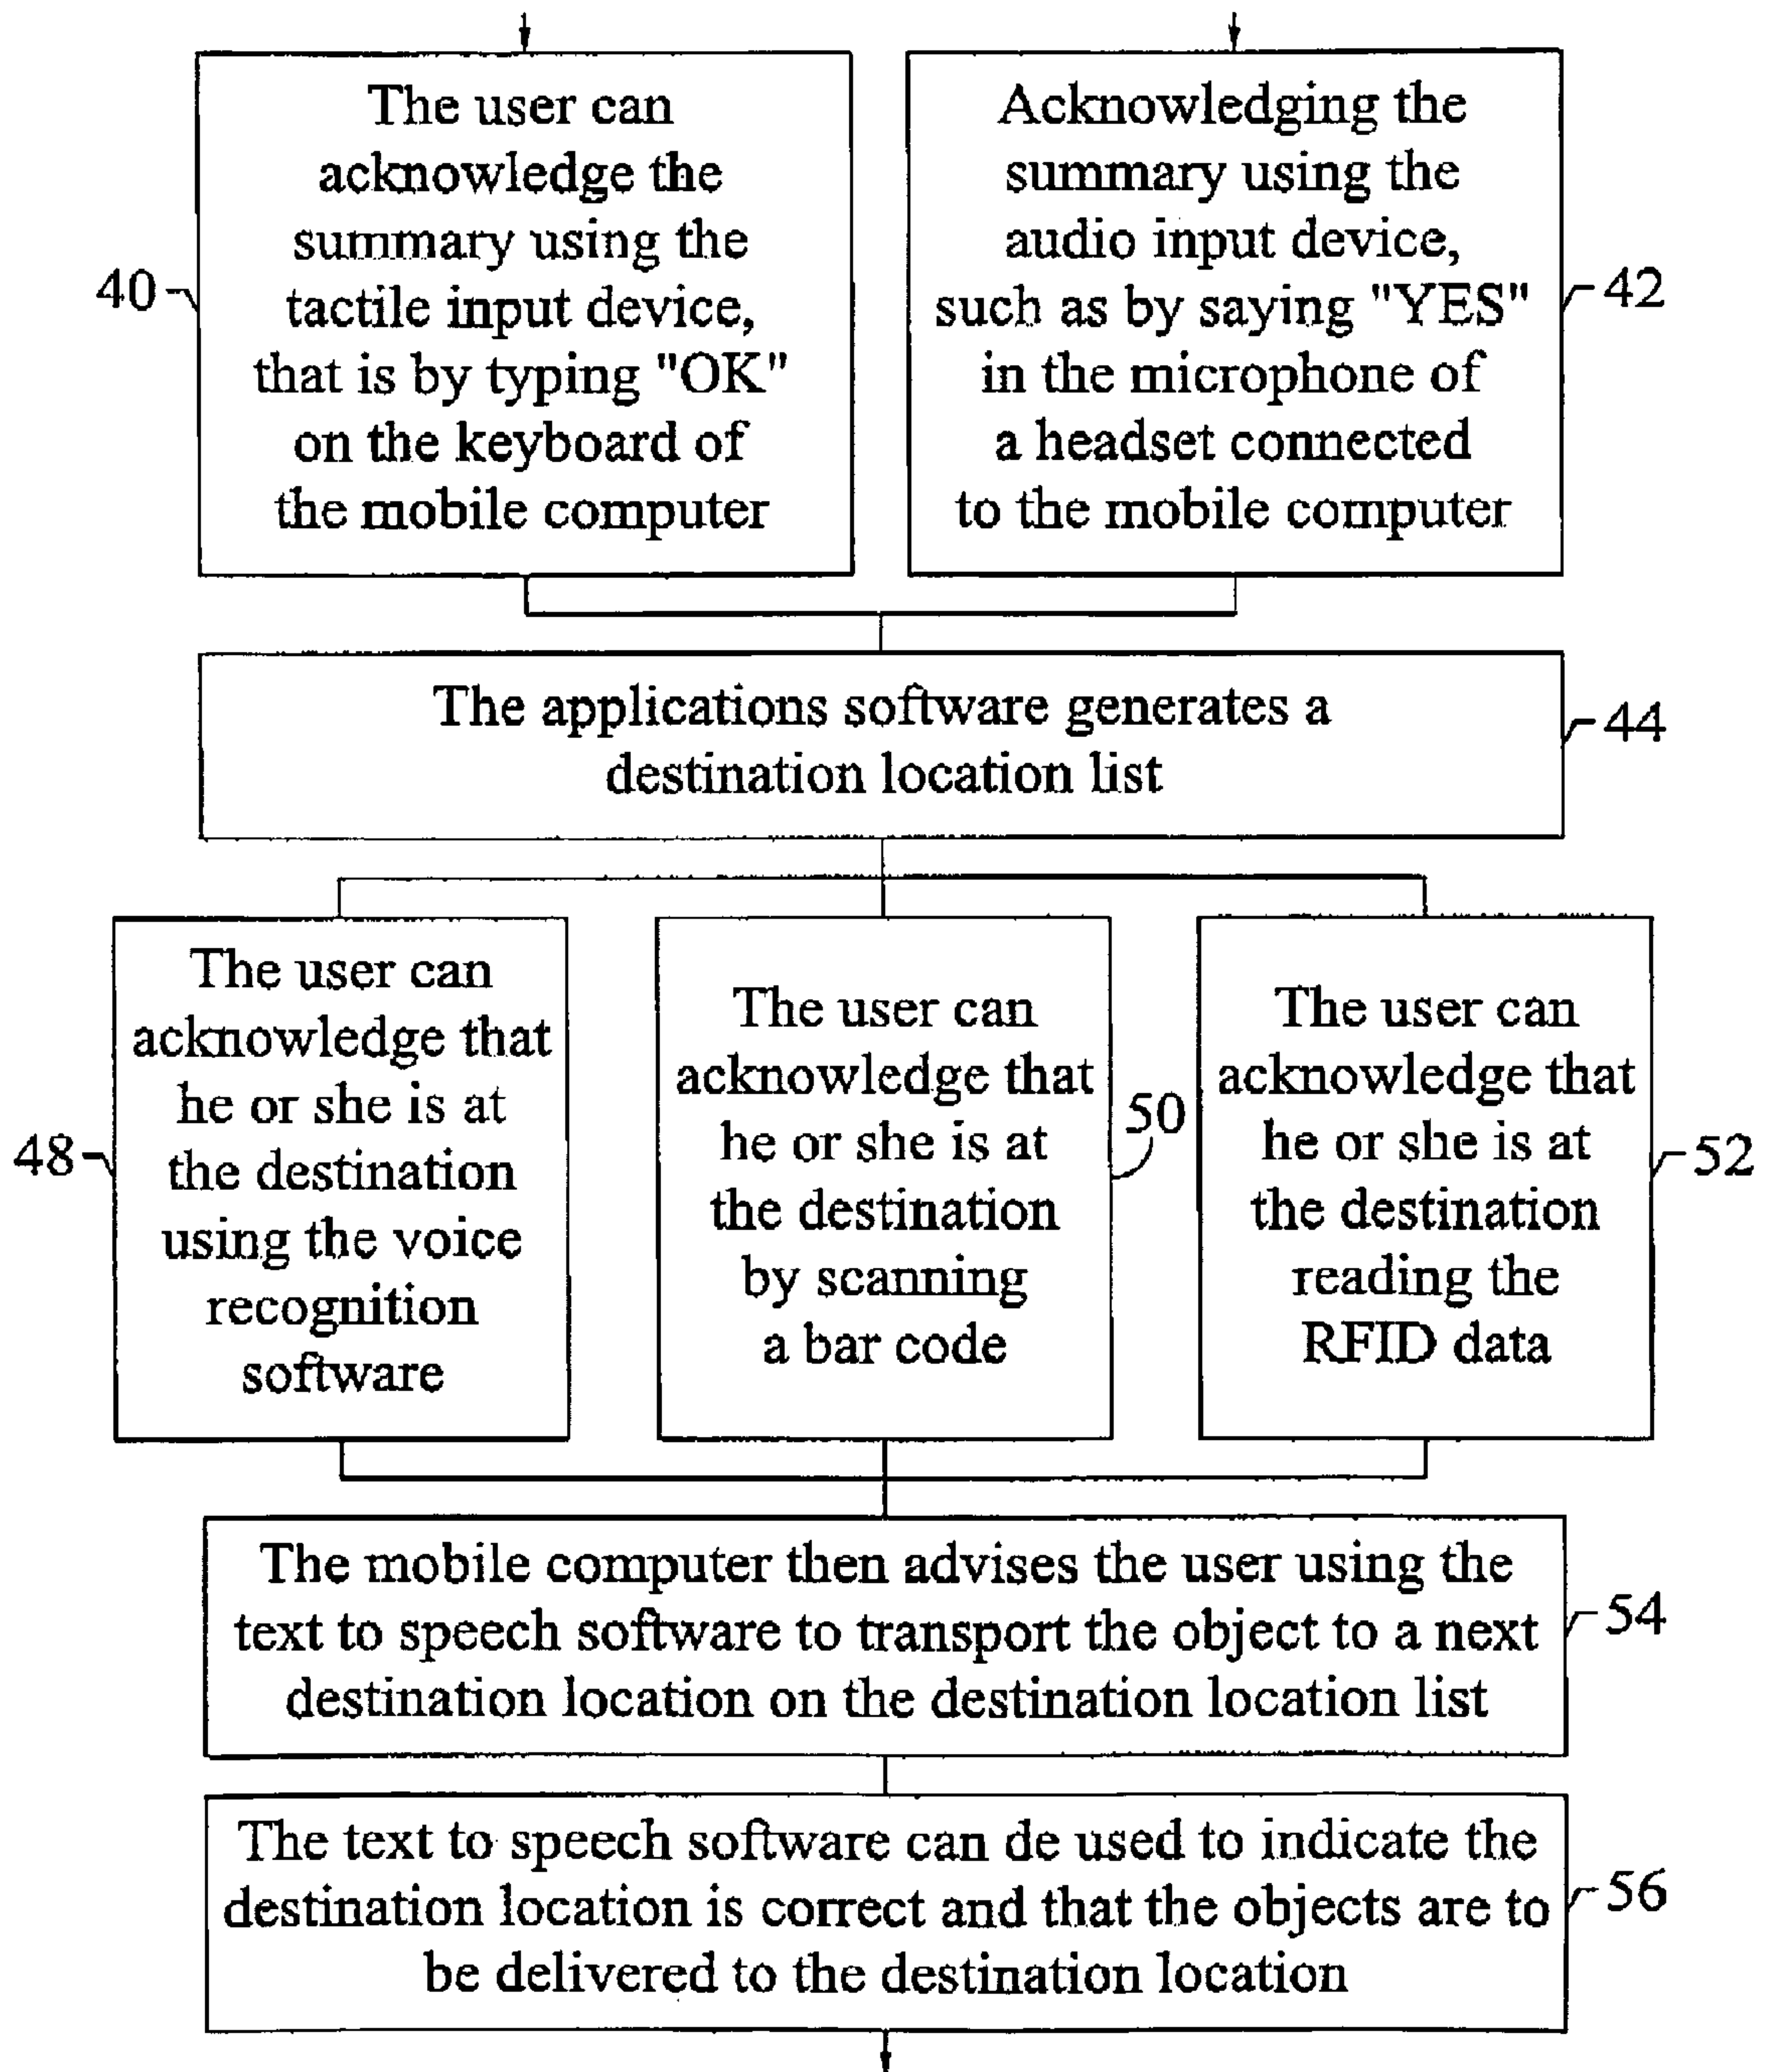 The user can
acknowledge the
summary using the
tactile input device,
that is by typing "OK"
on the keyboard of
the mobile computer
40
Acknowledging the
summary using the
audio input device,
such as by saying "YES"
in the microphone of
a headset connected
to the mobile computer
42
The applications software generates a
destination location list
44
The user can
acknowledge that
he or she is at
the destination
using the voice
recognition
software
48
The user can
acknowledge that
he or she is at
the destination
by scanning
a bar code
50
The user can
acknowledge that
he or she is at
the destination
reading the
RFID data
52
The mobile computer then advises the user using the
text to speech software to transport the object to a next
destination location on the destination location list
54
The text to speech software can de used to indicate the
destination location is correct and that the objects are to
be delivered to the destination location
56